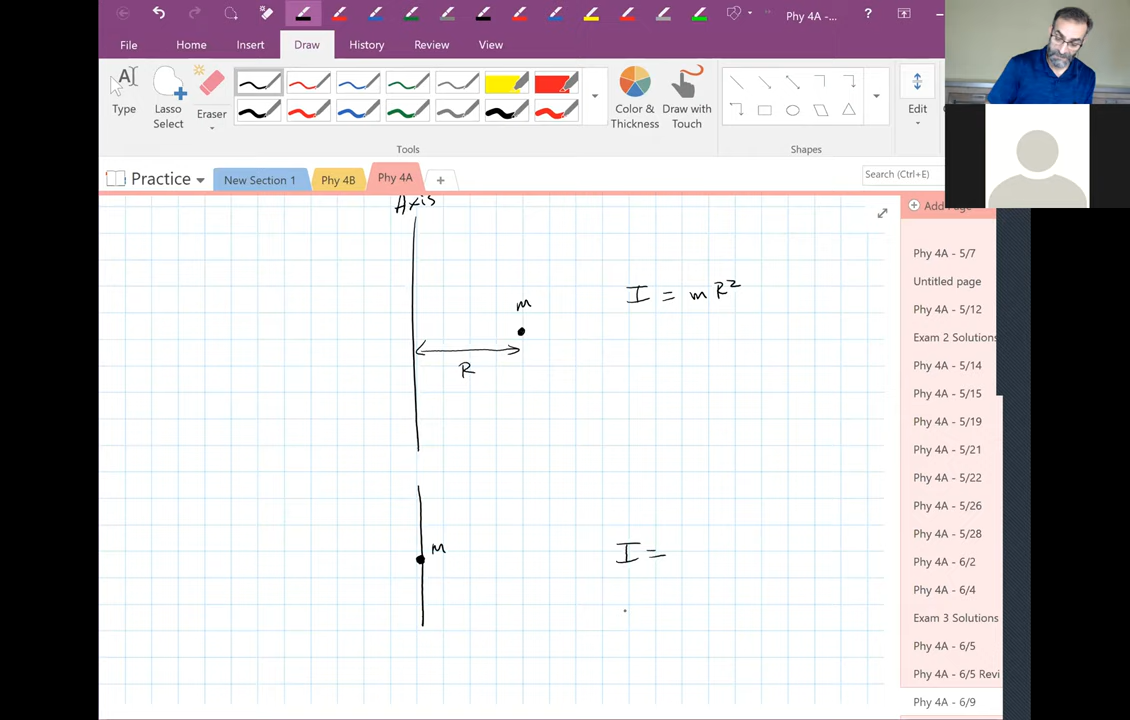 Phy 4A -...
?
File
Home
Insert
Draw
History
Review
View
Type
Lasso Select
Eraser
Color & Thickness
Draw with Touch
Edit
Tools
Shapes
Practice
New Section 1
Phy 4B
Phy 4A
+
Search (Ctrl+E)
Add Page
Phy 4A - 5/7
Untitled page
Phy 4A - 5/12
Exam 2 Solutions
Phy 4A - 5/14
Phy 4A - 5/15
Phy 4A - 5/19
Phy 4A - 5/21
Phy 4A - 5/22
Phy 4A - 5/26
Phy 4A - 5/28
Phy 4A - 6/2
Phy 4A - 6/4
Exam 3 Solutions
Phy 4A - 6/5
Phy 4A - 6/5 Revi
Phy 4A - 6/9
Axis
m
R
I = mR²
m
I =